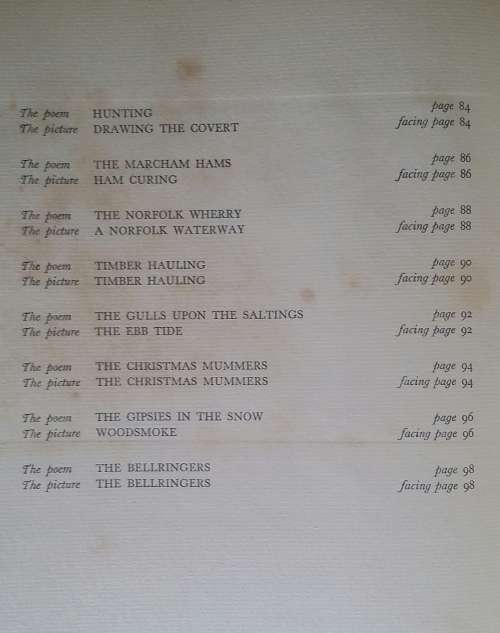 The poem HUNTING page 84
The picture DRAWING THE COVERT facing page 84
The poem THE MARCHAM HAMS page 86
The picture HAM CURING facing page 86
The poem THE NORFOLK WHERRY page 88
The picture A NORFOLK WATERWAY facing page 88
The poem TIMBER HAULING page 90
The picture TIMBER HAULING facing page 90
The poem THE GULLS UPON THE SALTINGS page 92
The picture THE EBB TIDE facing page 92
The poem THE CHRISTMAS MUMMERS page 94
The picture THE CHRISTMAS MUMMERS facing page 94
The poem THE GIPSIES IN THE SNOW page 96
The picture WOODSMOKE facing page 96
The poem THE BELLRINGERS page 98
The picture THE BELLRINGERS facing page 98